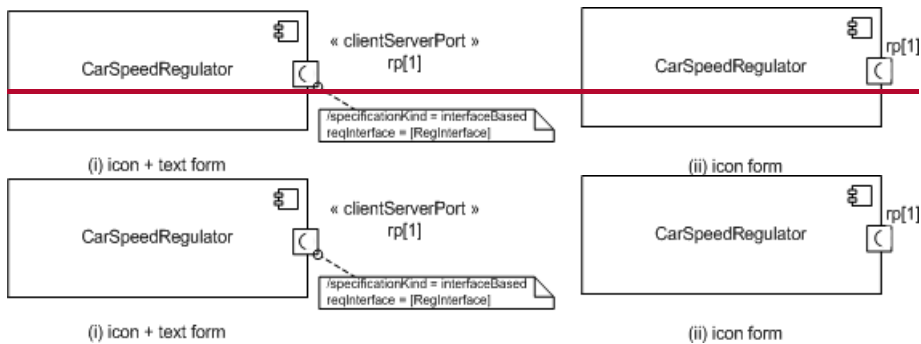 « clientServerPort »
rp[1]
rp[1]
CarSpeedRegulator
CarSpeedRegulator
/specificationKind = interfaceBased
reqInterface = [RegInterface]
(i) icon + text form
(ii) icon form
« clientServerPort »
rp[1]
rp[1]
CarSpeedRegulator
CarSpeedRegulator
/specificationKind = interfaceBased
reqInterface = [RegInterface]
(i) icon + text form
(ii) icon form